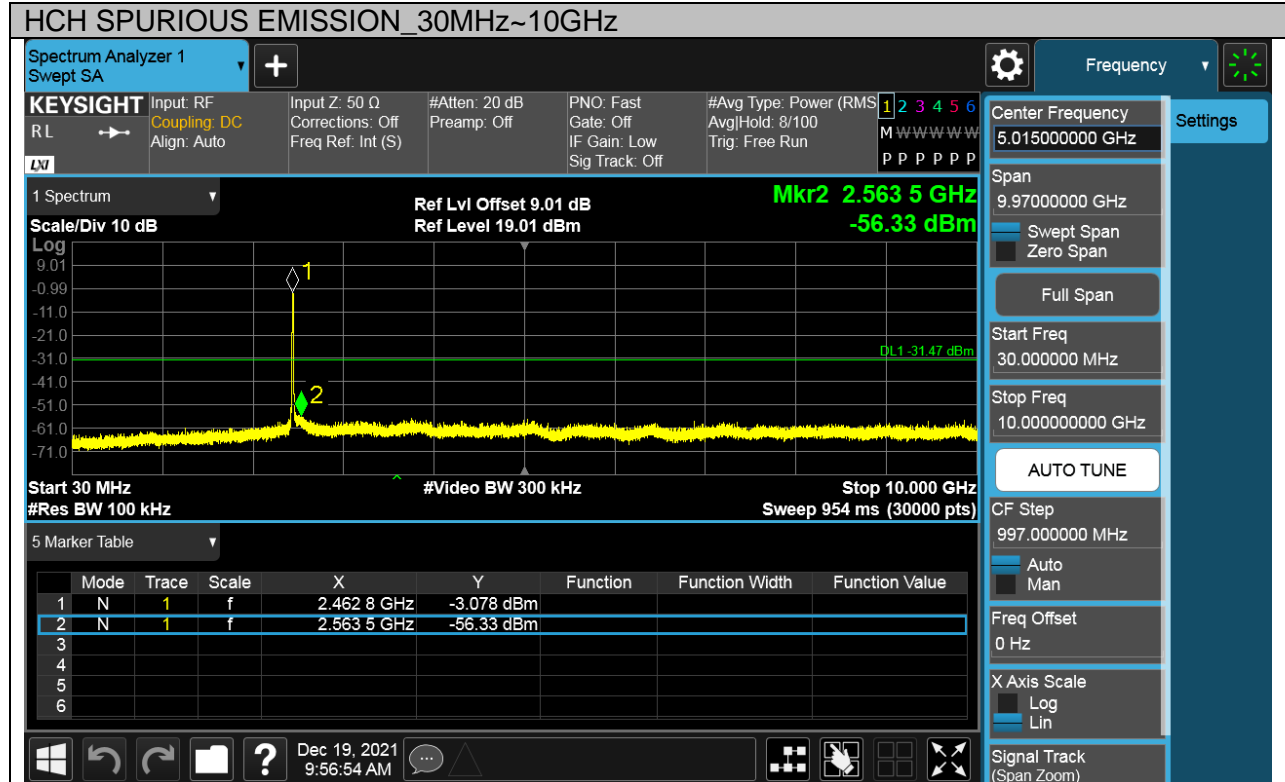 HCH SPURIOUS EMISSION_30MHz~10GHz
Spectrum Analyzer 1
Swept SA
Frequency
KEYSIGHT
R L
LXI
Input: RF
Coupling: DC
Align: Auto
Input Z: 50 Ω
Corrections: Off
Freq Ref: Int (S)
#Atten: 20 dB
Preamp: Off
PNO: Fast
Gate: Off
IF Gain: Low
Sig Track: Off
#Avg Type: Power (RMS
Avg|Hold: 8/100
Trig: Free Run
1 2 3 4 5 6
M W W W W W
P P P P P P
1 Spectrum
Scale/Div 10 dB
Ref Lvl Offset 9.01 dB
Ref Level 19.01 dBm
Mkr2 2.563 5 GHz
-56.33 dBm
Log
9.01
-0.99
-11.0
-21.0
-31.0
-41.0
-51.0
-61.0
-71.0
1
2
DL1 -31.47 dBm
Start 30 MHz
#Res BW 100 kHz
#Video BW 300 kHz
Stop 10.000 GHz
Sweep 954 ms (30000 pts)
5 Marker Table
Mode Trace Scale X Y Function Function Width Function Value
1 N 1 f 2.462 8 GHz -3.078 dBm
2 N 1 f 2.563 5 GHz -56.33 dBm
3
4
5
6
Dec 19, 2021
9:56:54 AM
Center Frequency
5.015000000 GHz
Settings
Span
9.97000000 GHz
Swept Span
Zero Span
Full Span
Start Freq
30.000000 MHz
Stop Freq
10.000000000 GHz
AUTO TUNE
CF Step
997.000000 MHz
Auto
Man
Freq Offset
0 Hz
X Axis Scale
Log
Lin
Signal Track
(Span Zoom)